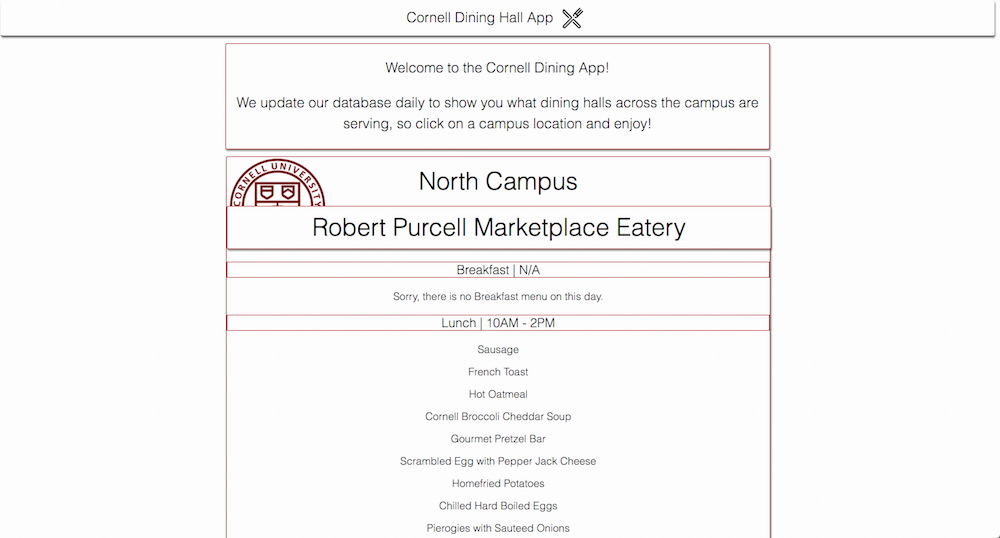 Cornell Dining Hall App
Welcome to the Cornell Dining App!
We update our database daily to show you what dining halls across the campus are
serving, so click on a campus location and enjoy!
CORNELL UNIVERSITY
North Campus
Robert Purcell Marketplace Eatery
Breakfast | N/A
Sorry, there is no Breakfast menu on this day.
Lunch | 10AM - 2PM
Sausage
French Toast
Hot Oatmeal
Cornell Broccoli Cheddar Soup
Gourmet Pretzel Bar
Scrambled Egg with Pepper Jack Cheese
Homefried Potatoes
Chilled Hard Boiled Eggs
Pierogies with Sauteed Onions